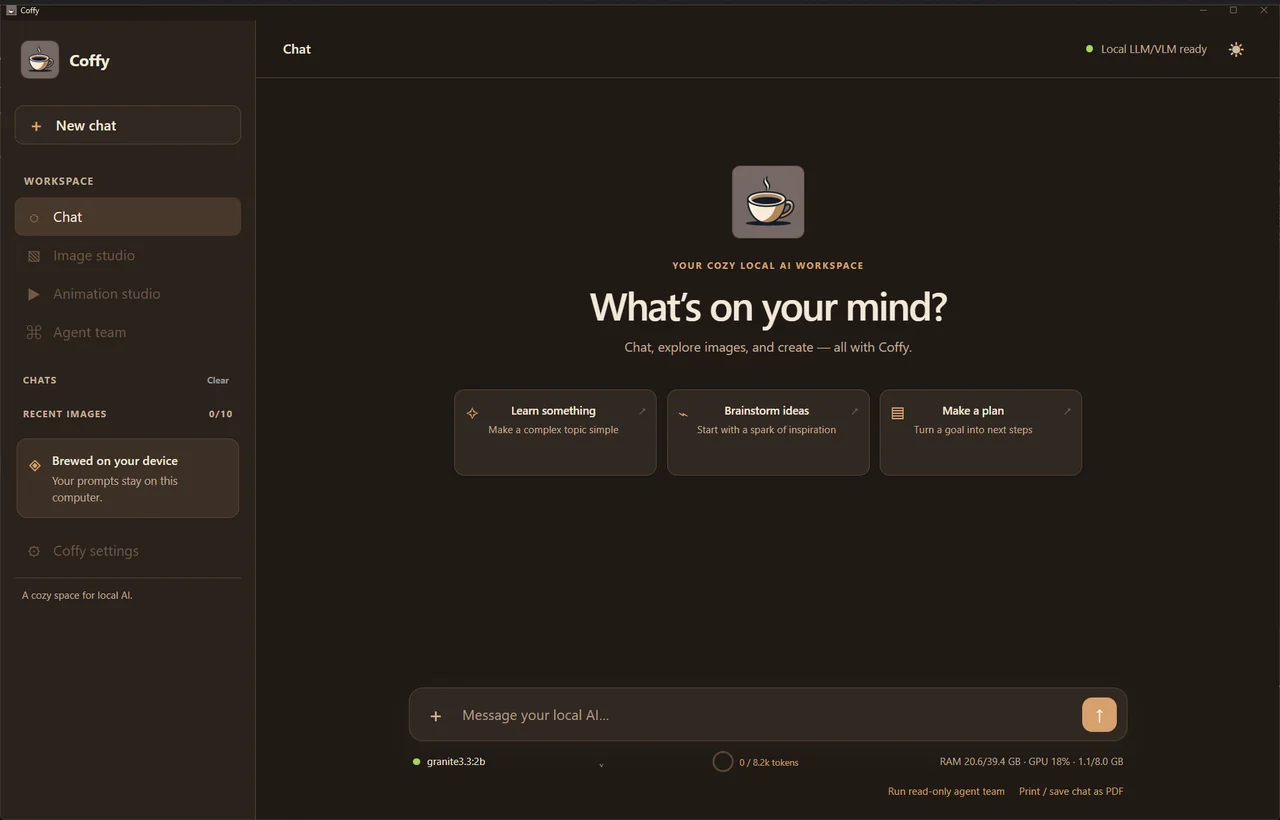 Coffy
Coffy
+ New chat
WORKSPACE
Chat
Image studio
Animation studio
Agent team
CHATS Clear
RECENT IMAGES 0/10
Brewed on your device
Your prompts stay on this
computer.
Coffy settings
A cozy space for local AI.
Chat
Local LLM/VLM ready
YOUR COZY LOCAL AI WORKSPACE
What's on your mind?
Chat, explore images, and create — all with Coffy.
Learn something
Make a complex topic simple
Brainstorm ideas
Start with a spark of inspiration
Make a plan
Turn a goal into next steps
+ Message your local AI...
granite3.3:2b
0 / 8.2k tokens
RAM 20.6/39.4 GB · GPU 18% · 1.1/8.0 GB
Run read-only agent team
Print / save chat as PDF